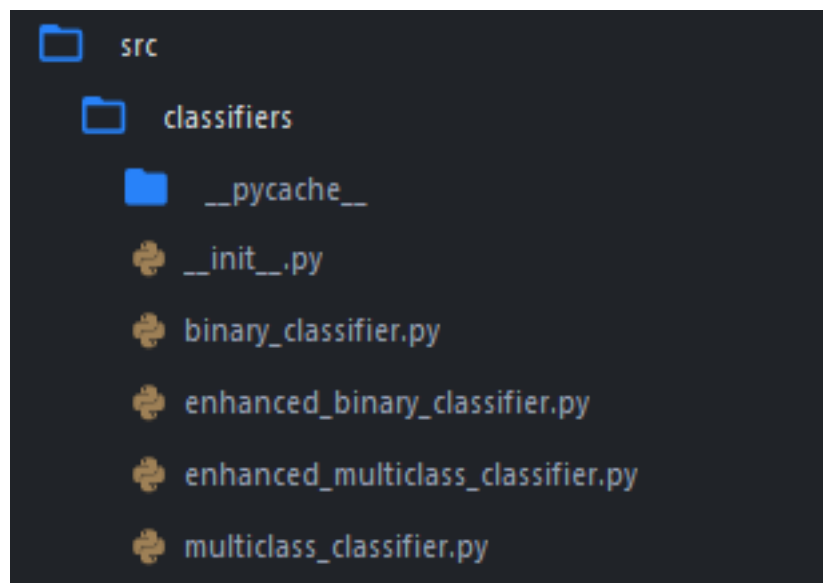 src
classifiers
__pycache__
__init__.py
binary_classifier.py
enhanced_binary_classifier.py
enhanced_multiclass_classifier.py
multiclass_classifier.py